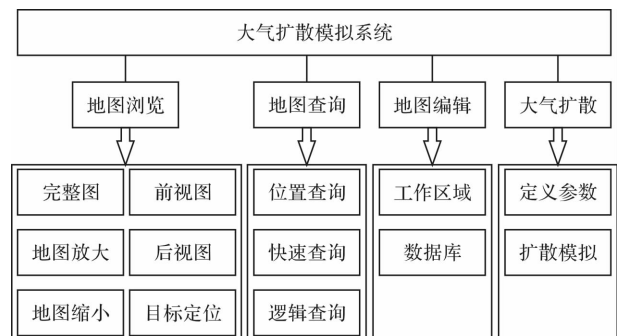 大气扩散模拟系统
地图浏览
地图查询
地图编辑
大气扩散
完整图
前视图
地图放大
后视图
地图缩小
目标定位
位置查询
快速查询
逻辑查询
工作区域
数据库
定义参数
扩散模拟